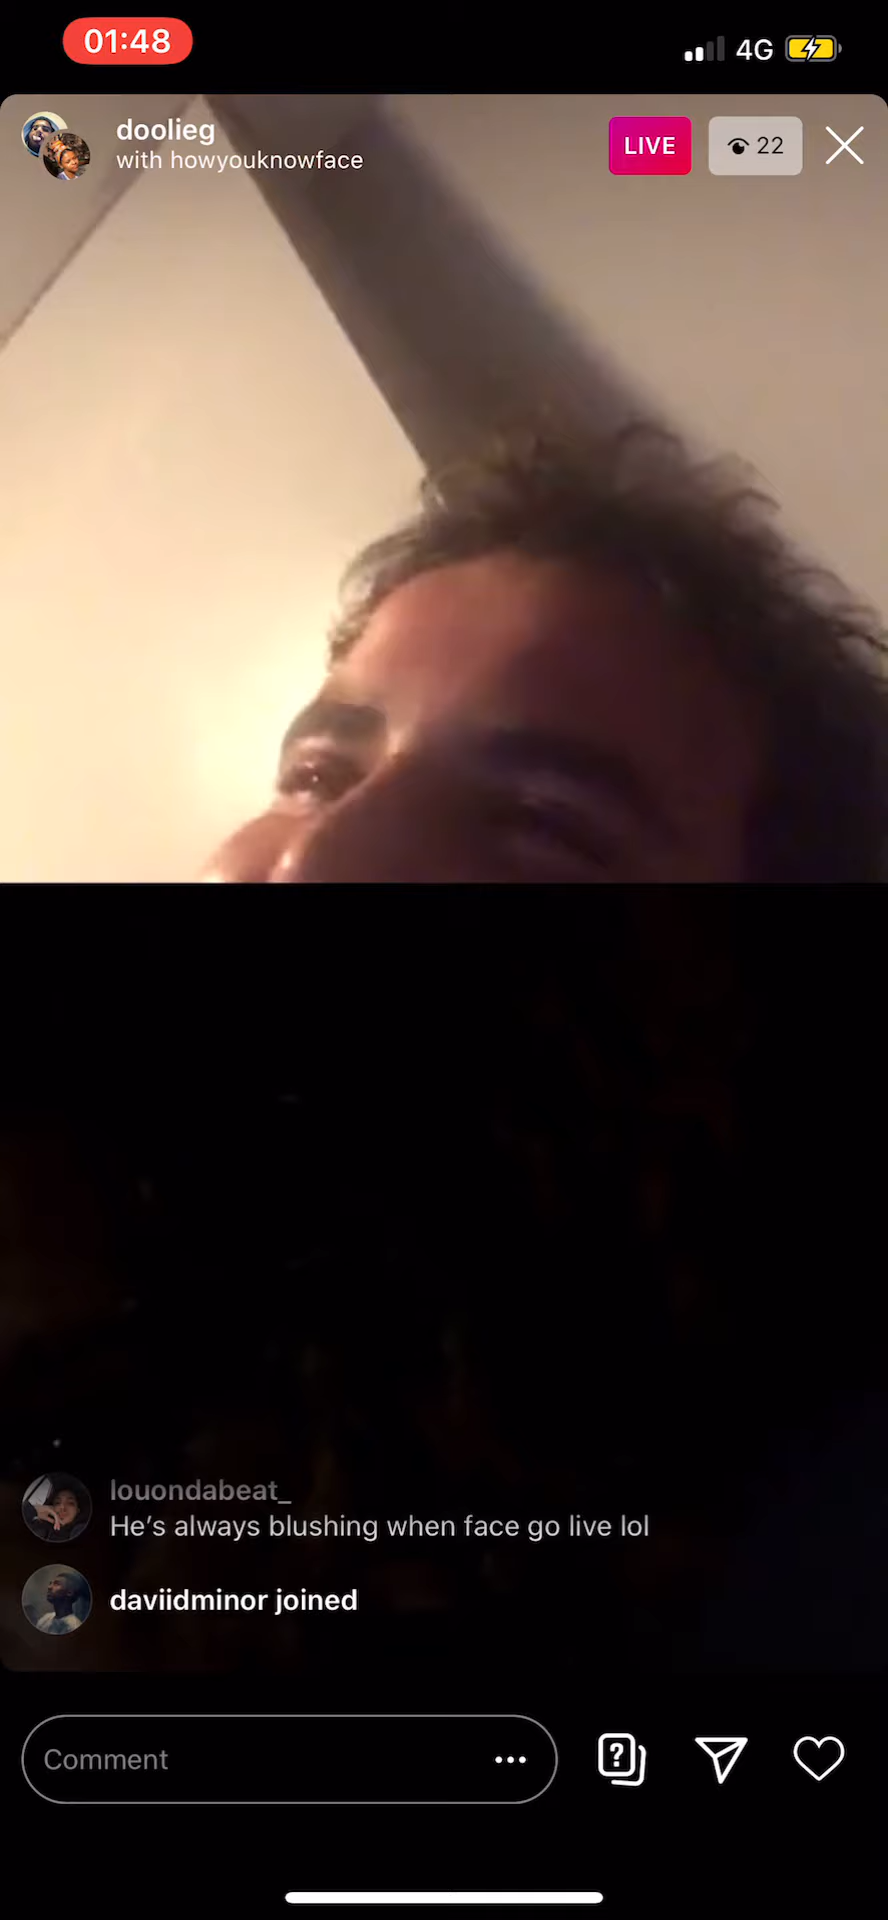 01:48
4G
doolieg
with howyouknowface
LIVE
22
louondabeat_
He’s always blushing when face go live lol
daviidminor joined
Comment